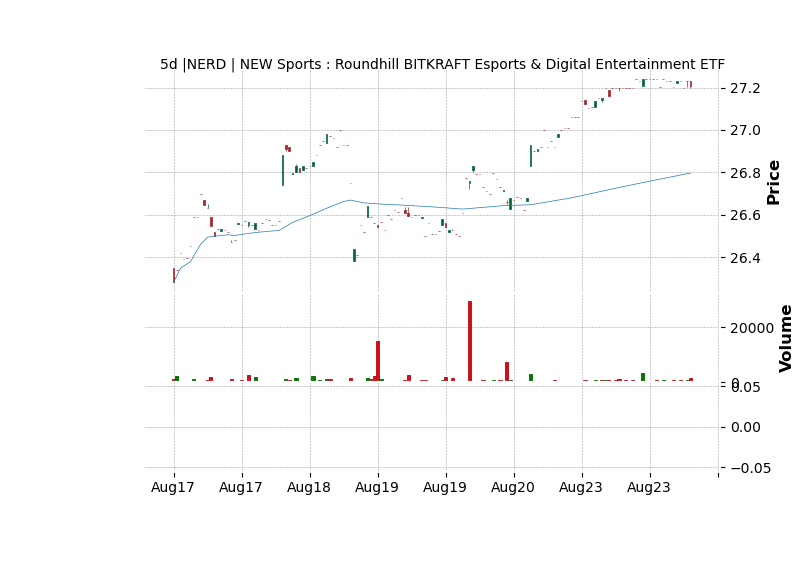 5d |NERD | NEW Sports : Roundhill BITKRAFT Esports & Digital Entertainment ETF
27.2
27.0
26.8
26.6
26.4
Price
20000
0
Volume
0.05
0.00
−0.05
Aug17 Aug17 Aug18 Aug19 Aug19 Aug20 Aug23 Aug23